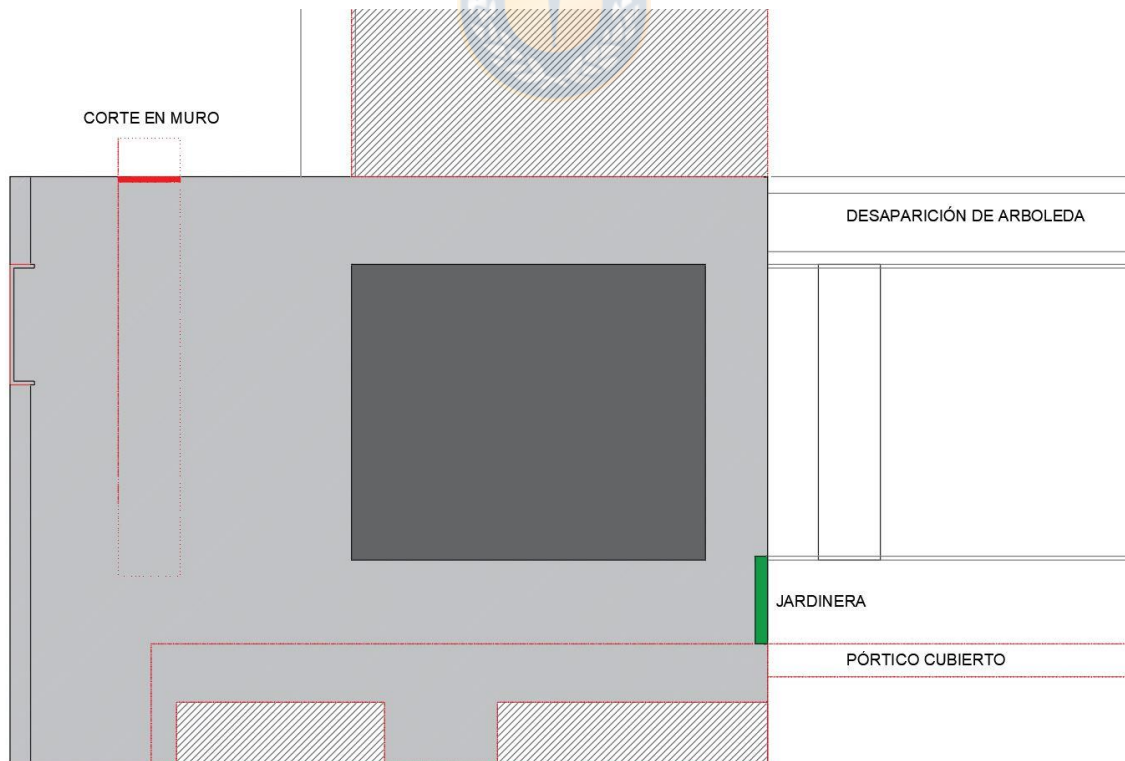 CORTE EN MURO
DESAPARICIÓN DE ARBOLEDA
JARDINERA
PÓRTICO CUBIERTO